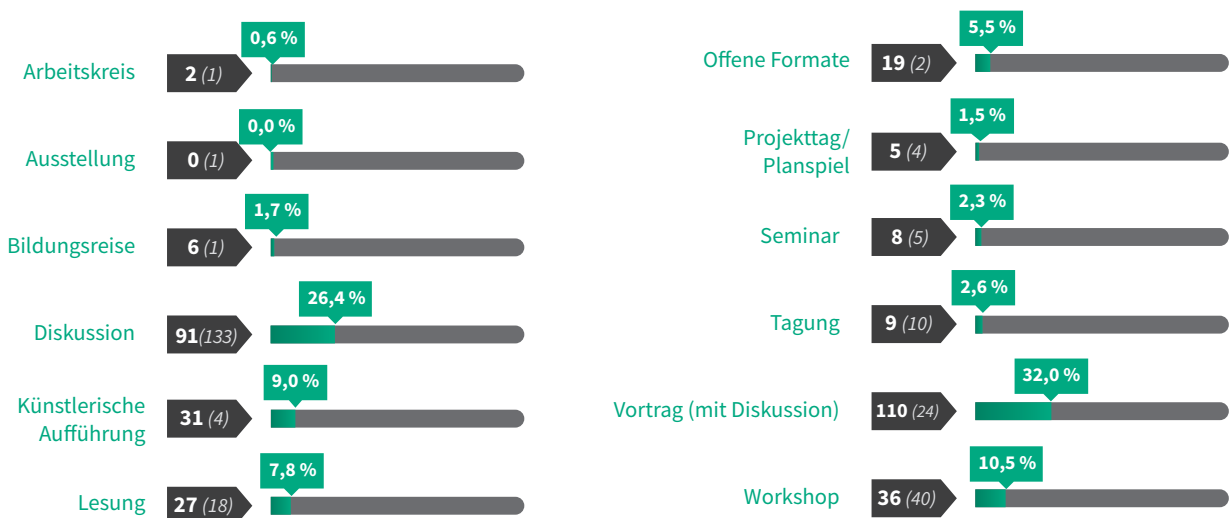 0,6 %
Arbeitskreis 2 (1)
0,0 %
Ausstellung 0 (1)
1,7 %
Bildungsreise 6 (1)
26,4 %
Diskussion 91(133)
9,0 %
Künstlerische
Aufführung
31 (4)
7,8 %
Lesung 27 (18)
5,5 %
Offene Formate 19 (2)
1,5 %
Projekttag/
Planspiel
5 (4)
2,3 %
Seminar 8 (5)
2,6 %
Tagung 9 (10)
32,0 %
Vortrag (mit Diskussion) 110 (24)
10,5 %
Workshop 36 (40)